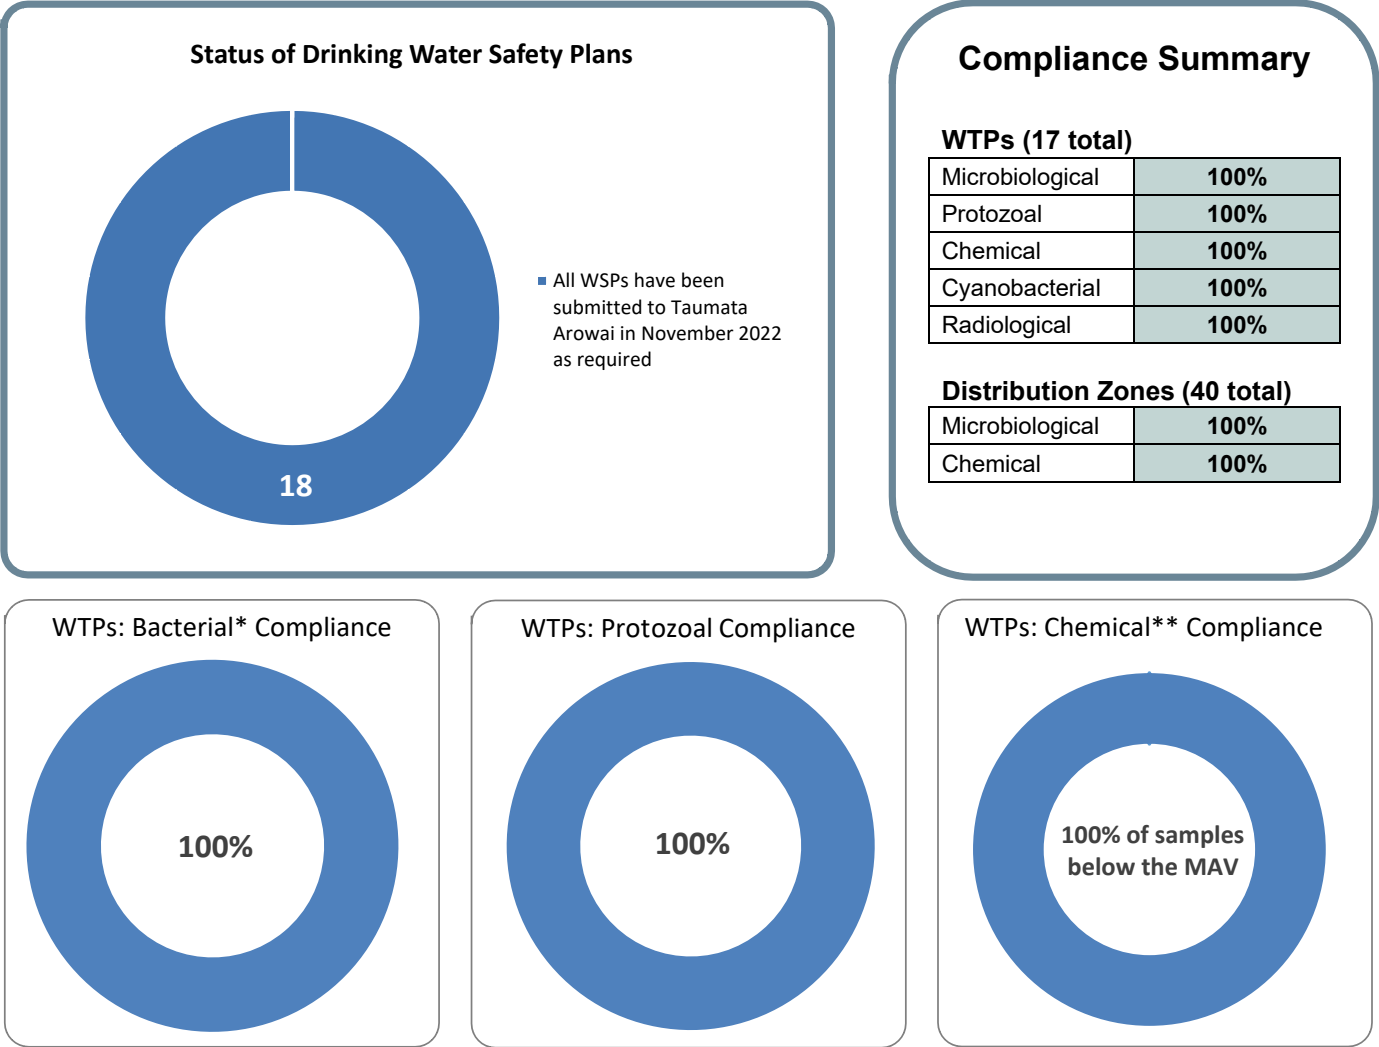 Status of Drinking Water Safety Plans
18
All WSPs have been
submitted to Taumata
Arowai in November 2022
as required
Compliance Summary
WTPs (17 total)
Microbiological 100%
Protozoal 100%
Chemical 100%
Cyanobacterial 100%
Radiological 100%
Distribution Zones (40 total)
Microbiological 100%
Chemical 100%
WTPs: Bacterial* Compliance
100%
WTPs: Protozoal Compliance
100%
WTPs: Chemical** Compliance
100% of samples
below the MAV